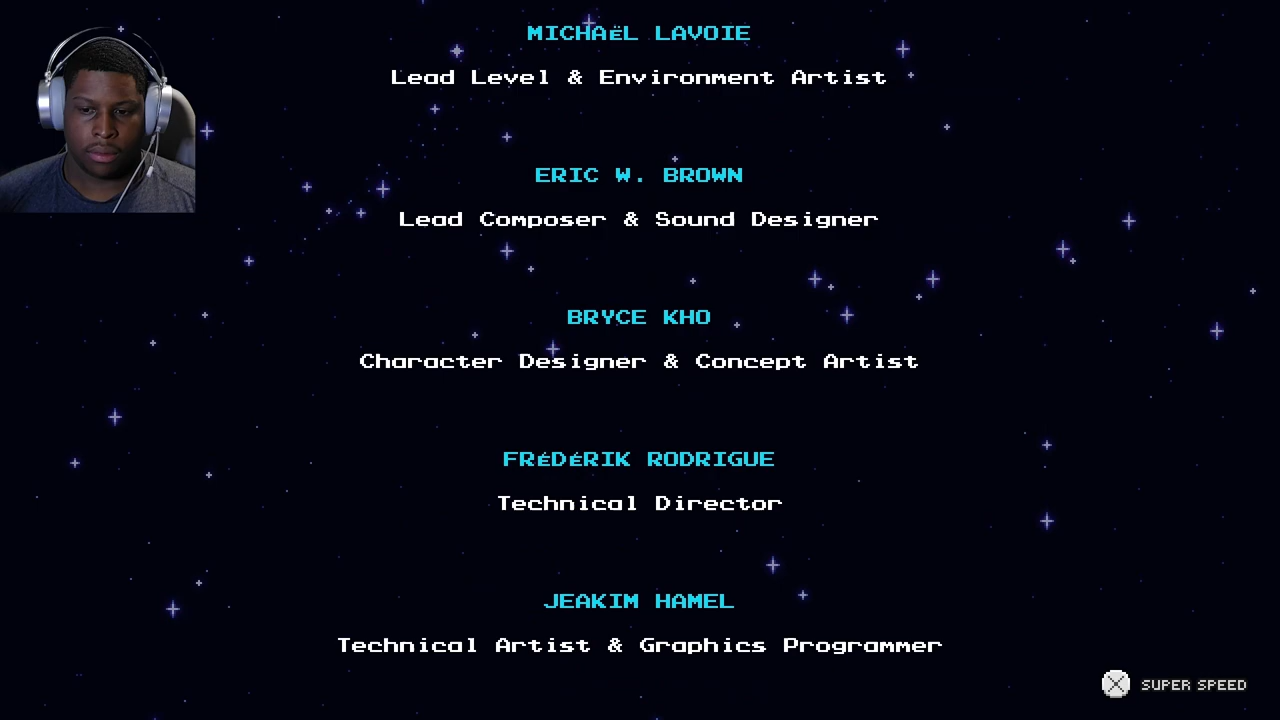 MICHAëL LAVOIE
Lead Level & Environment Artist
ERIC W. BROWN
Lead Composer & Sound Designer
BRYCE KHO
Character Designer & Concept Artist
FRéDéRIK RODRIGUE
Technical Director
JEAKIM HAMEL
Technical Artist & Graphics Programmer
SUPER SPEED